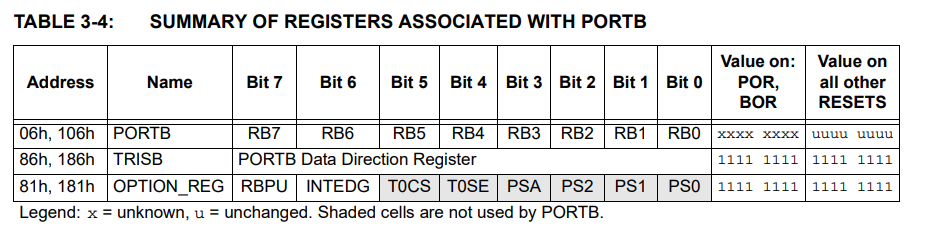 TABLE 3-4: SUMMARY OF REGISTERS ASSOCIATED WITH PORTB
Address Name Bit 7 Bit 6 Bit 5 Bit 4 Bit 3 Bit 2 Bit 1 Bit 0 Value on: POR, BOR Value on all other RESETS
06h, 106h PORTB RB7 RB6 RB5 RB4 RB3 RB2 RB1 RB0 xxxx xxxx uuuu uuuu
86h, 186h TRISB PORTB Data Direction Register 1111 1111 1111 1111
81h, 181h OPTION_REG RBPU INTEDG T0CS T0SE PSA PS2 PS1 PS0 1111 1111 1111 1111
Legend: x = unknown, u = unchanged. Shaded cells are not used by PORTB.